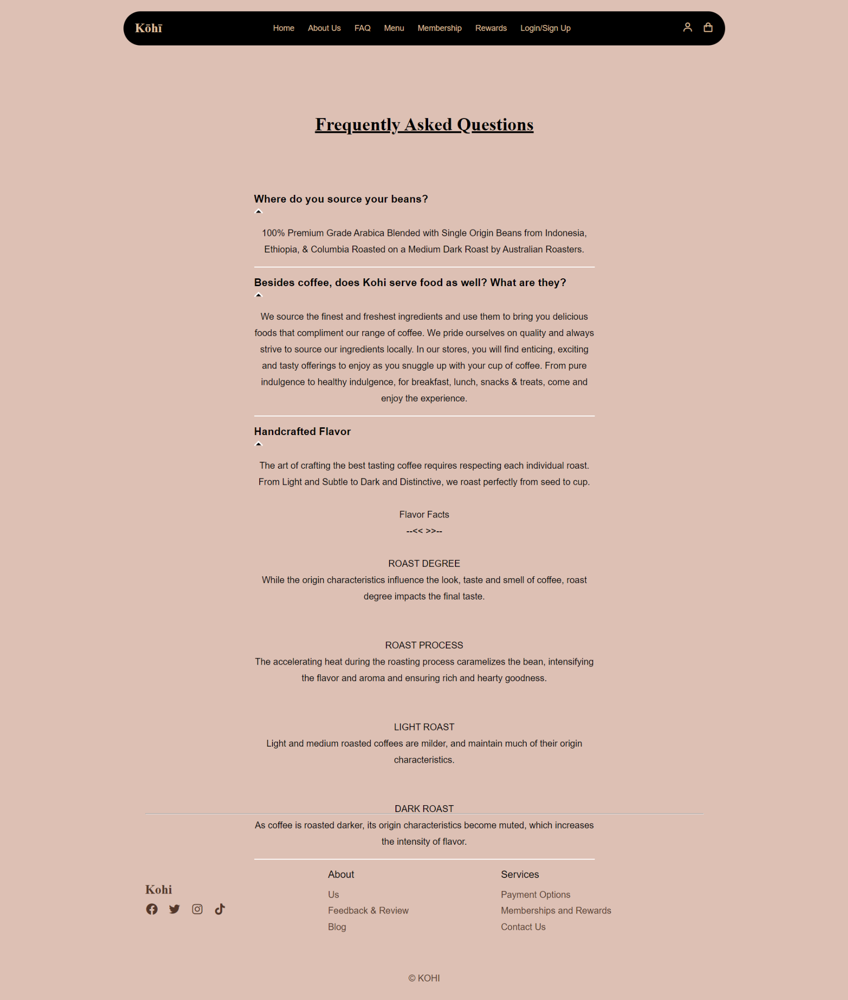 Kōhī
Home About Us FAQ Menu Membership Rewards Login/Sign Up
Frequently Asked Questions
Where do you source your beans?
100% Premium Grade Arabica Blended with Single Origin Beans from Indonesia,
Ethiopia, & Columbia Roasted on a Medium Dark Roast by Australian Roasters.
Besides coffee, does Kohi serve food as well? What are they?
We source the finest and freshest ingredients and use them to bring you delicious
foods that compliment our range of coffee. We pride ourselves on quality and always
strive to source our ingredients locally. In our stores, you will find enticing, exciting
and tasty offerings to enjoy as you snuggle up with your cup of coffee. From pure
indulgence to healthy indulgence, for breakfast, lunch, snacks & treats, come and
enjoy the experience.
Handcrafted Flavor
The art of crafting the best tasting coffee requires respecting each individual roast.
From Light and Subtle to Dark and Distinctive, we roast perfectly from seed to cup.
Flavor Facts
--<< >>--
ROAST DEGREE
While the origin characteristics influence the look, taste and smell of coffee, roast
degree impacts the final taste.
ROAST PROCESS
The accelerating heat during the roasting process caramelizes the bean, intensifying
the flavor and aroma and ensuring rich and hearty goodness.
LIGHT ROAST
Light and medium roasted coffees are milder, and maintain much of their origin
characteristics.
DARK ROAST
As coffee is roasted darker, its origin characteristics become muted, which increases
the intensity of flavor.
Kohi
About
Us
Feedback & Review
Blog
Services
Payment Options
Memberships and Rewards
Contact Us
© KOHI